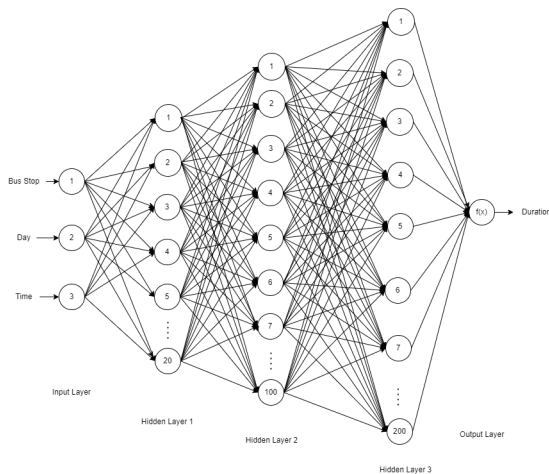 Bus Stop
Day
Time
1
2
3
Input Layer
1
2
3
4
5
20
Hidden Layer 1
1
2
3
4
5
6
7
100
Hidden Layer 2
1
2
3
4
5
6
7
200
Hidden Layer 3
f(x)
Duration
Output Layer